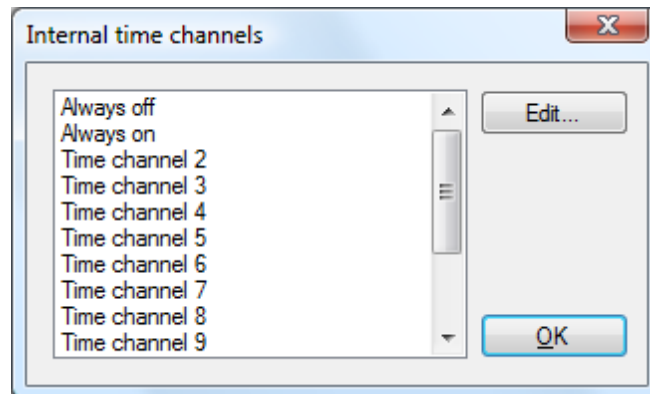 Internal time channels
Always off
Always on
Time channel 2
Time channel 3
Time channel 4
Time channel 5
Time channel 6
Time channel 7
Time channel 8
Time channel 9
Edit...
OK